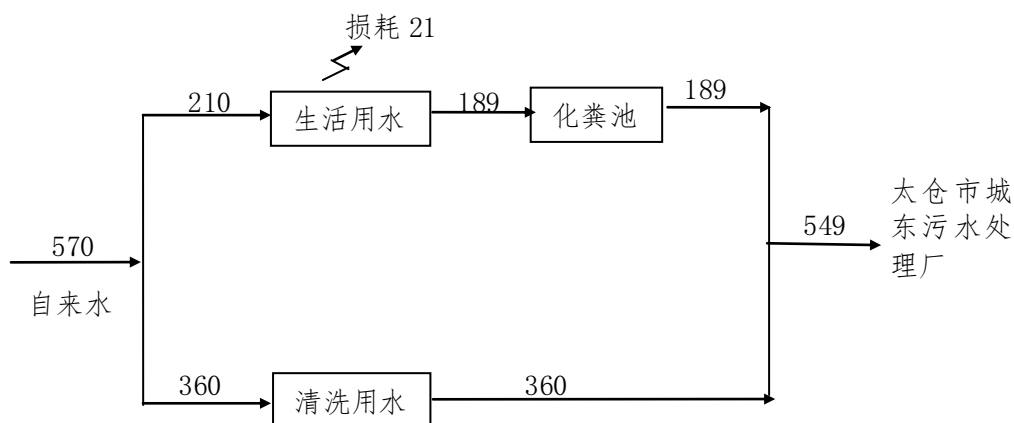 损耗 21
210
生活用水
189
化粪池
189
太仓市城
东污水处
理厂
549
570
自来水
360
清洗用水
360